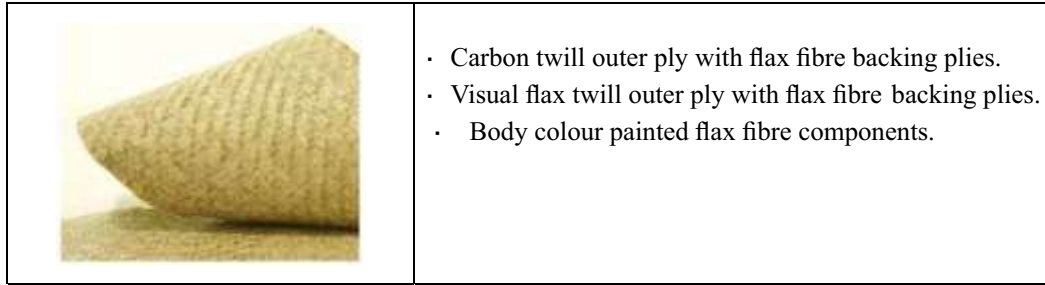 · Carbon twill outer ply with flax fibre backing plies.
· Visual flax twill outer ply with flax fibre backing plies.
· Body colour painted flax fibre components.